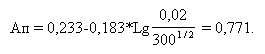 Ап = 0,233-0,183*Lg 0,02 / 300^{1/2} = 0,771.